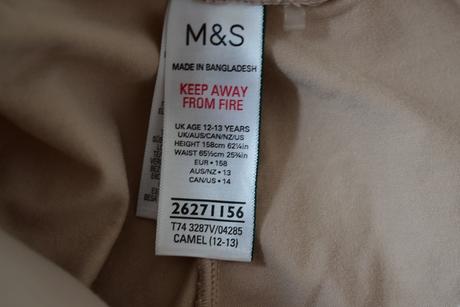 M&S
MADE IN BANGLADESH
KEEP AWAY
FROM FIRE
UK AGE 12-13 YEARS
UK/AUS/CAN/NZ/US
HEIGHT 158cm 62¼in
WAIST 65½cm 25¾in
EUR • 158
AUS/NZ • 13
CAN/US • 14
26271156
T74 3287V/04285
CAMEL (12-13)